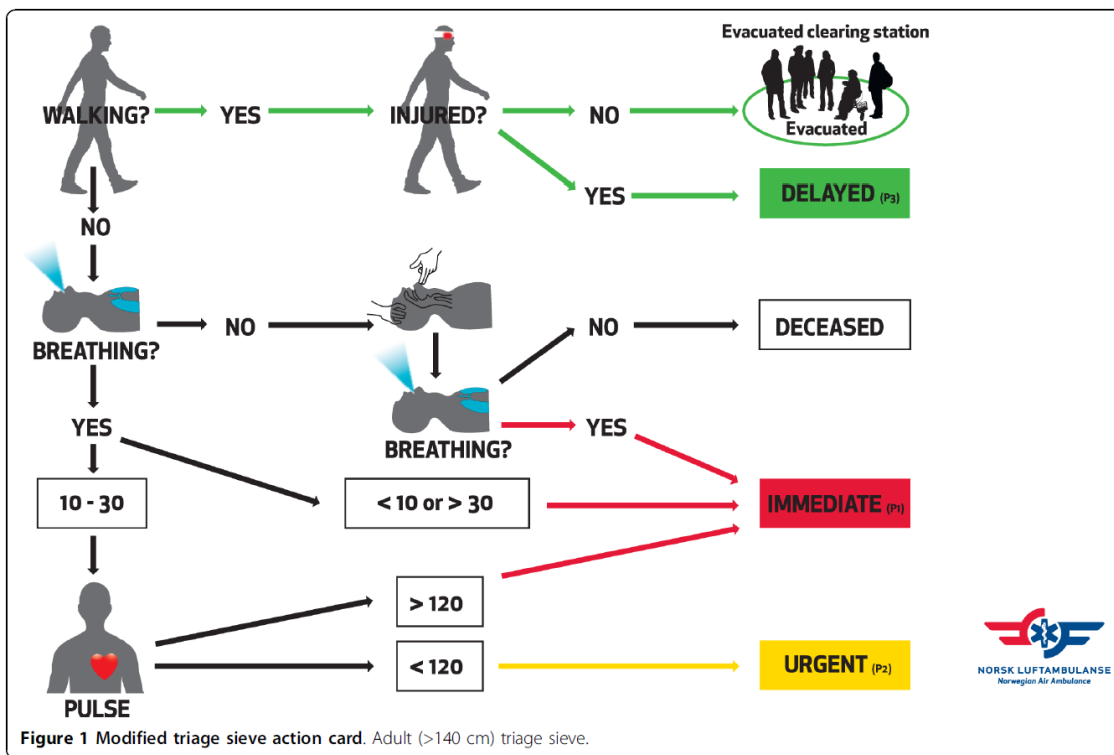 Evacuated clearing station
WALKING?
YES
INJURED?
NO
Evacuated
YES
DELAYED (P3)
NO
BREATHING?
NO
NO
DECEASED
BREATHING?
YES
YES
10 - 30
< 10 or > 30
IMMEDIATE (P1)
> 120
< 120
URGENT (P2)
PULSE
NORSK LUFTAMBULANSE
Norwegian Air Ambulance
Figure 1 Modified triage sieve action card. Adult (>140 cm) triage sieve.